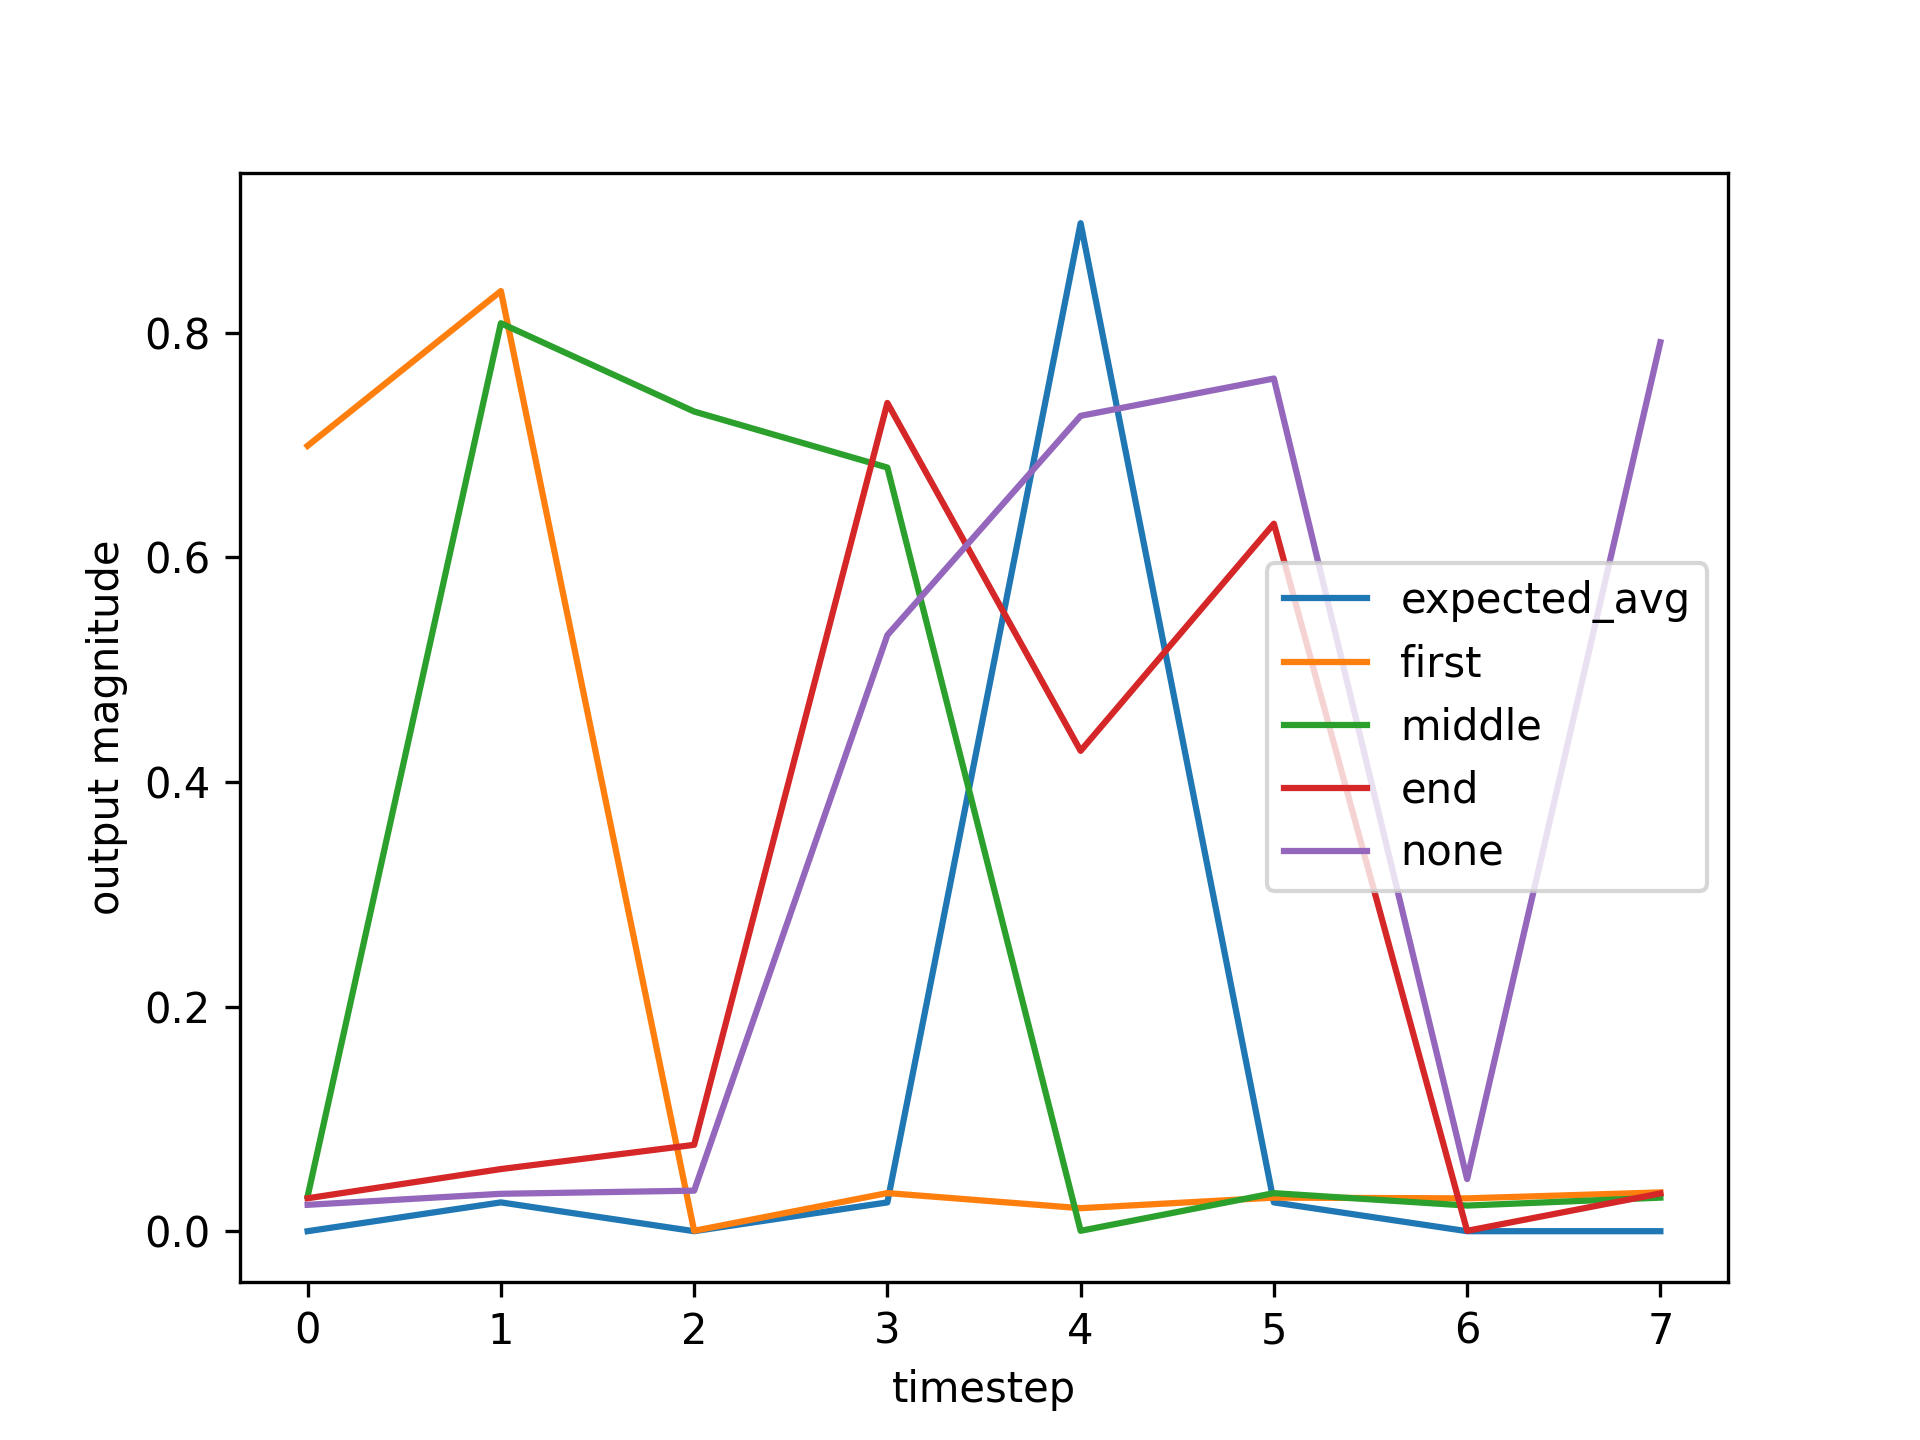 output magnitude
0.8
0.6
0.4
0.2
0.0
expected_avg
first
middle
end
none
0 1 2 3 4 5 6 7
timestep